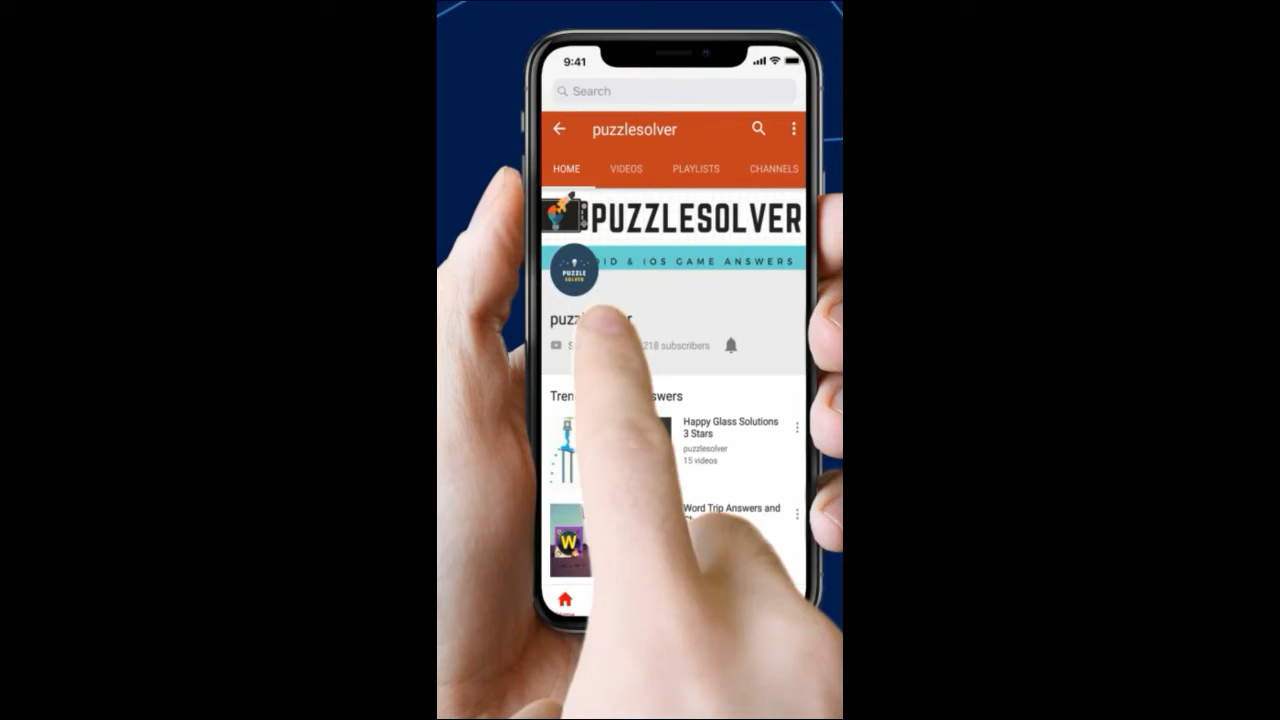 9:41
Search
puzzlesolver
HOME VIDEOS PLAYLISTS CHANNELS
PUZZLESOLVER
ID & IOS GAME ANSWERS
PUZZLE
SOLVER
218 subscribers
Happy Glass Solutions
3 Stars
puzzlesolver
15 videos
Word Trip Answers and
W